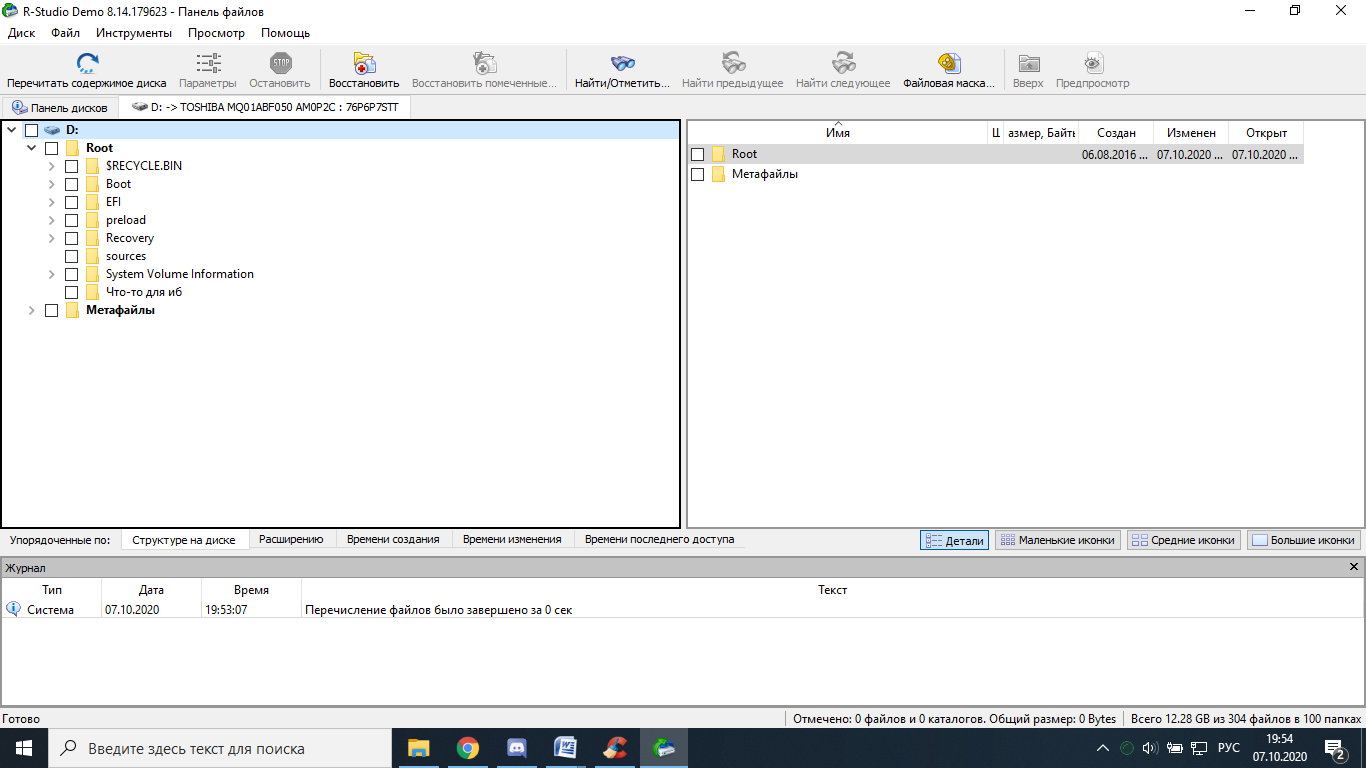 R-Studio Demo 8.14.179623 - Панель файлов
Диск Файл Инструменты Просмотр Помощь
Перечитать содержимое диска Параметры Остановить Восстановить Восстановить помеченные... Найти/Отметить... Найти предыдущее Найти следующее Файловая маска... Вверх Предпросмотр
STOP
Панель дисков D: -> TOSHIBA MQ01ABF050 AM0P2C : 76P6P7STT
D:
Root
$RECYCLE.BIN
Boot
EFI
preload
Recovery
sources
System Volume Information
Что-то для иб
Метафайлы
Имя Ш азмер, Байты Создан Изменен Открыт
Root 06.08.2016 ... 07.10.2020 ... 07.10.2020 ...
Метафайлы
Упорядоченные по: Структуре на диске Расширению Времени создания Времени изменения Времени последнего доступа
Детали Маленькие иконки Средние иконки Большие иконки
Журнал
Тип Дата Время Текст
Система 07.10.2020 19:53:07 Перечисление файлов было завершено за 0 сек
Готово Отмечено: 0 файлов и 0 каталогов. Общий размер: 0 Bytes Всего 12.28 GB из 304 файлов в 100 папках
Введите здесь текст для поиска
РУС
19:54
07.10.2020
2